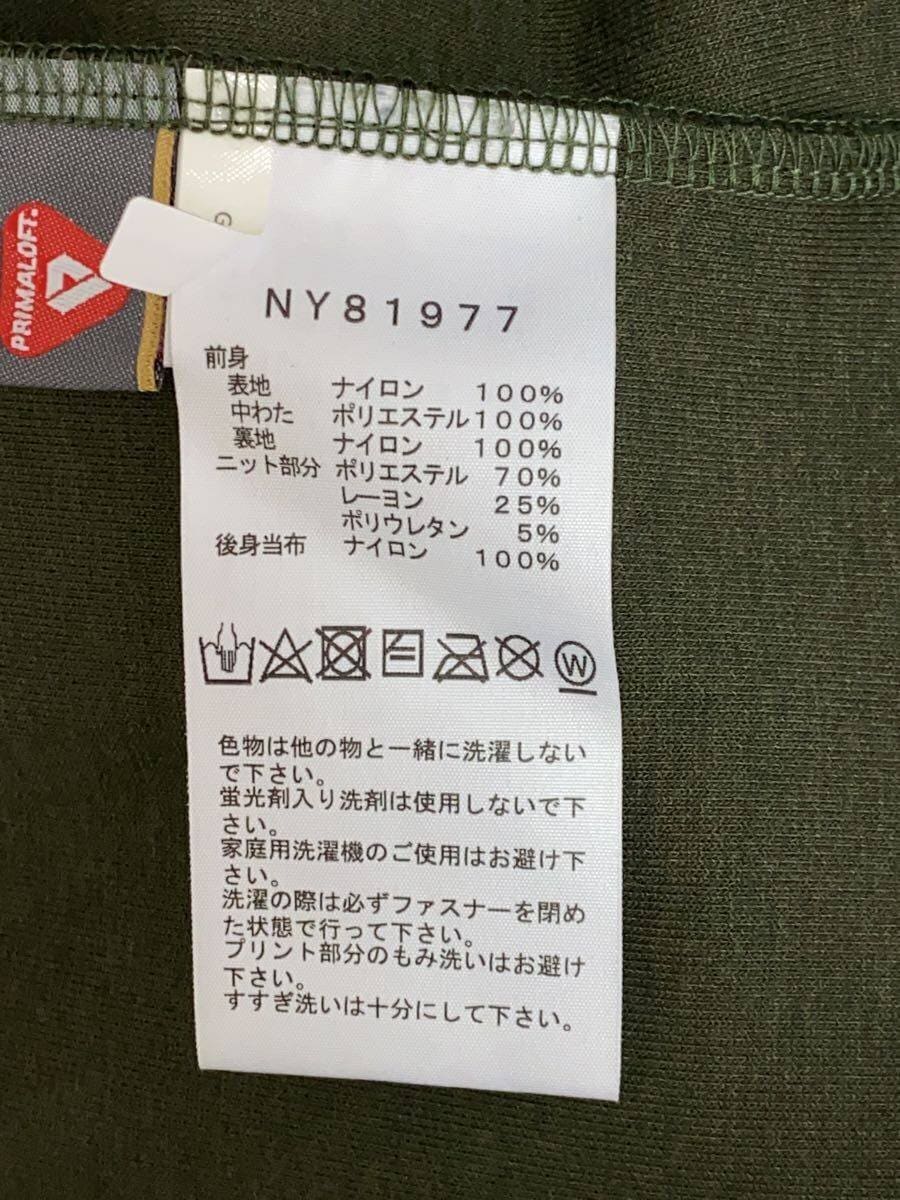 PRIMALOFT
G
NY81977
前身
表地 ナイロン 100%
中わた ポリエステル 100%
裏地 ナイロン 100%
ニット部分 ポリエステル 70%
レーヨン 25%
ポリウレタン 5%
後身当布 ナイロン 100%
W
色物は他の物と一緒に洗濯しない
で下さい。
蛍光剤入り洗剤は使用しないで下
さい。
家庭用洗濯機のご使用はお避け下
さい。
洗濯の際は必ずファスナーを閉め
た状態で行って下さい。
プリント部分のもみ洗いはお避け
下さい。
すすぎ洗いは十分にして下さい。